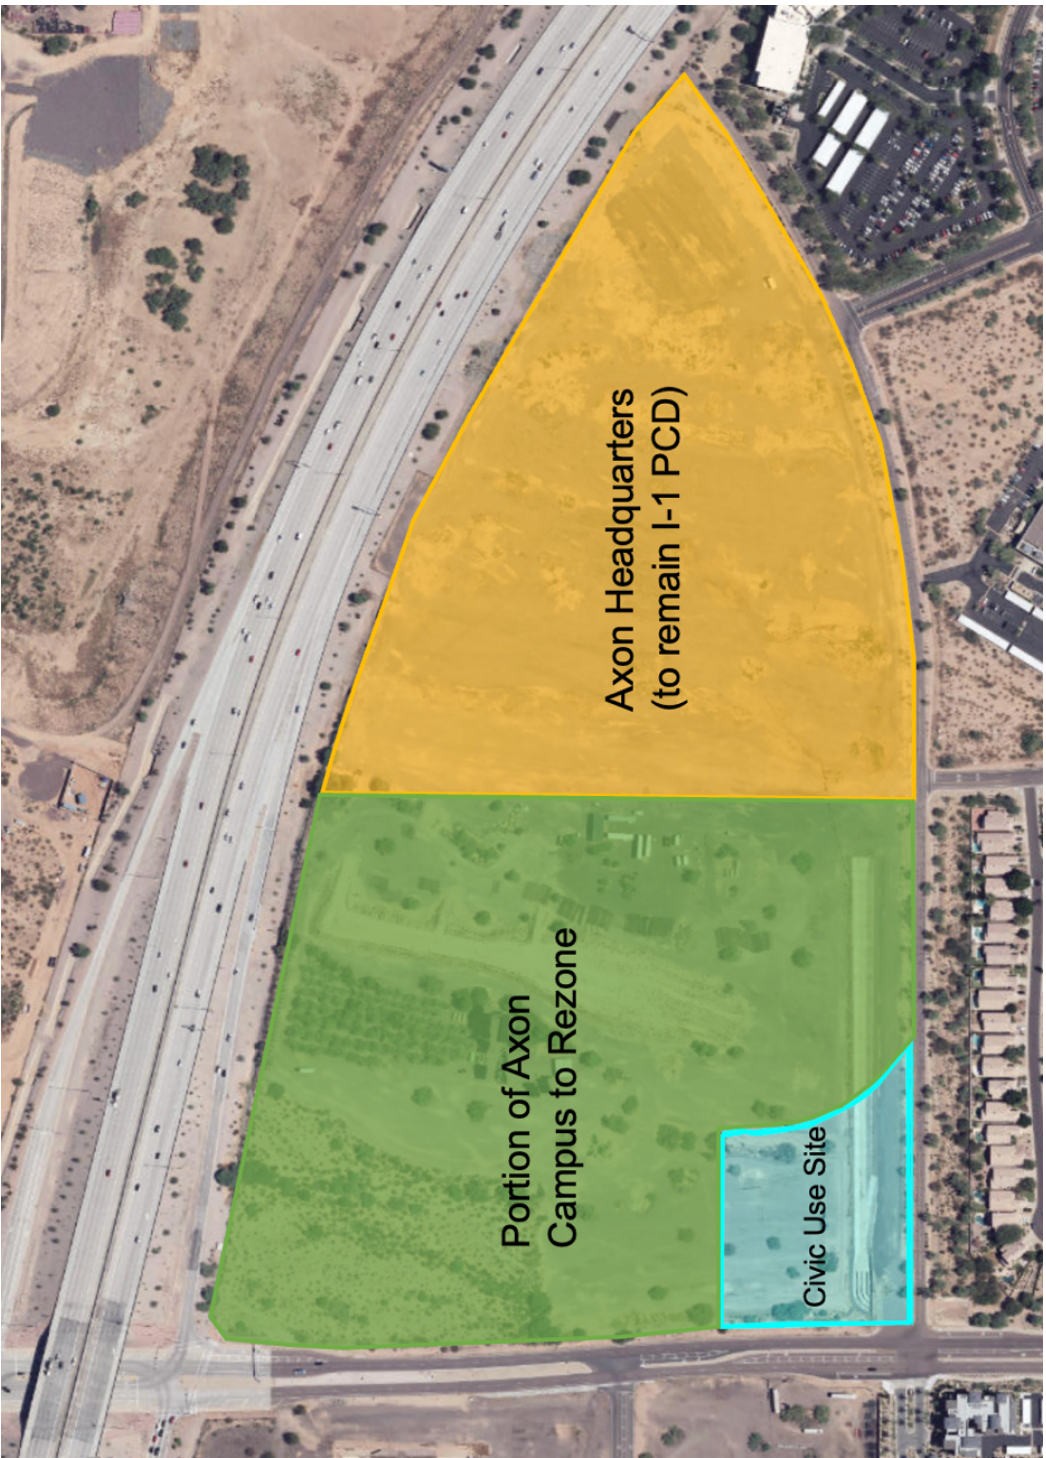 Axon Headquarters
(to remain I-1 PCD)
Portion of Axon
Campus to Rezone
Civic Use Site